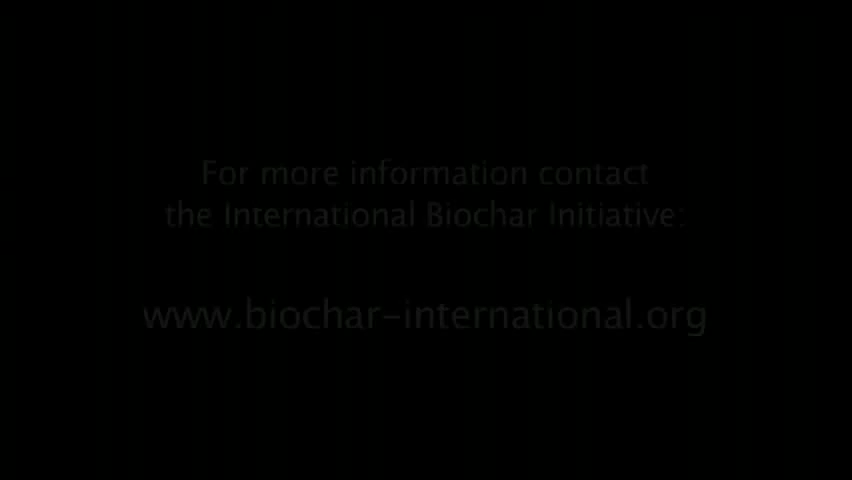 For more information contact
the International Biochar Initiative:
www.biochar-international.org